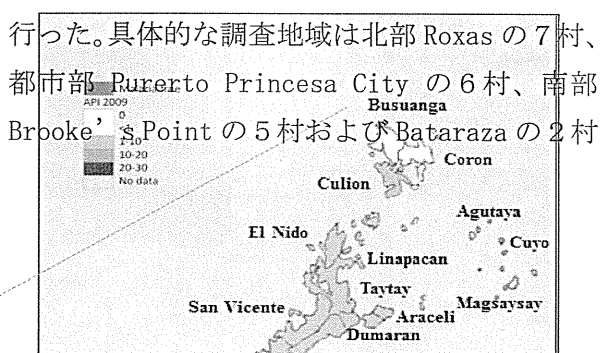 行った。具体的な調査地域は北部 Roxas の7村、
都市部 Purerto Princesa City の6村、南部
Brooke’s Point の5村および Bataraza の2村
API 2009
0
10-20
20-30
No data
Busuanga
Coron
Culion
Agutaya
El Nido
Cuyo
Linapacan
Taytay
San Vicente
Magsaysay
Araceli
Dumaran